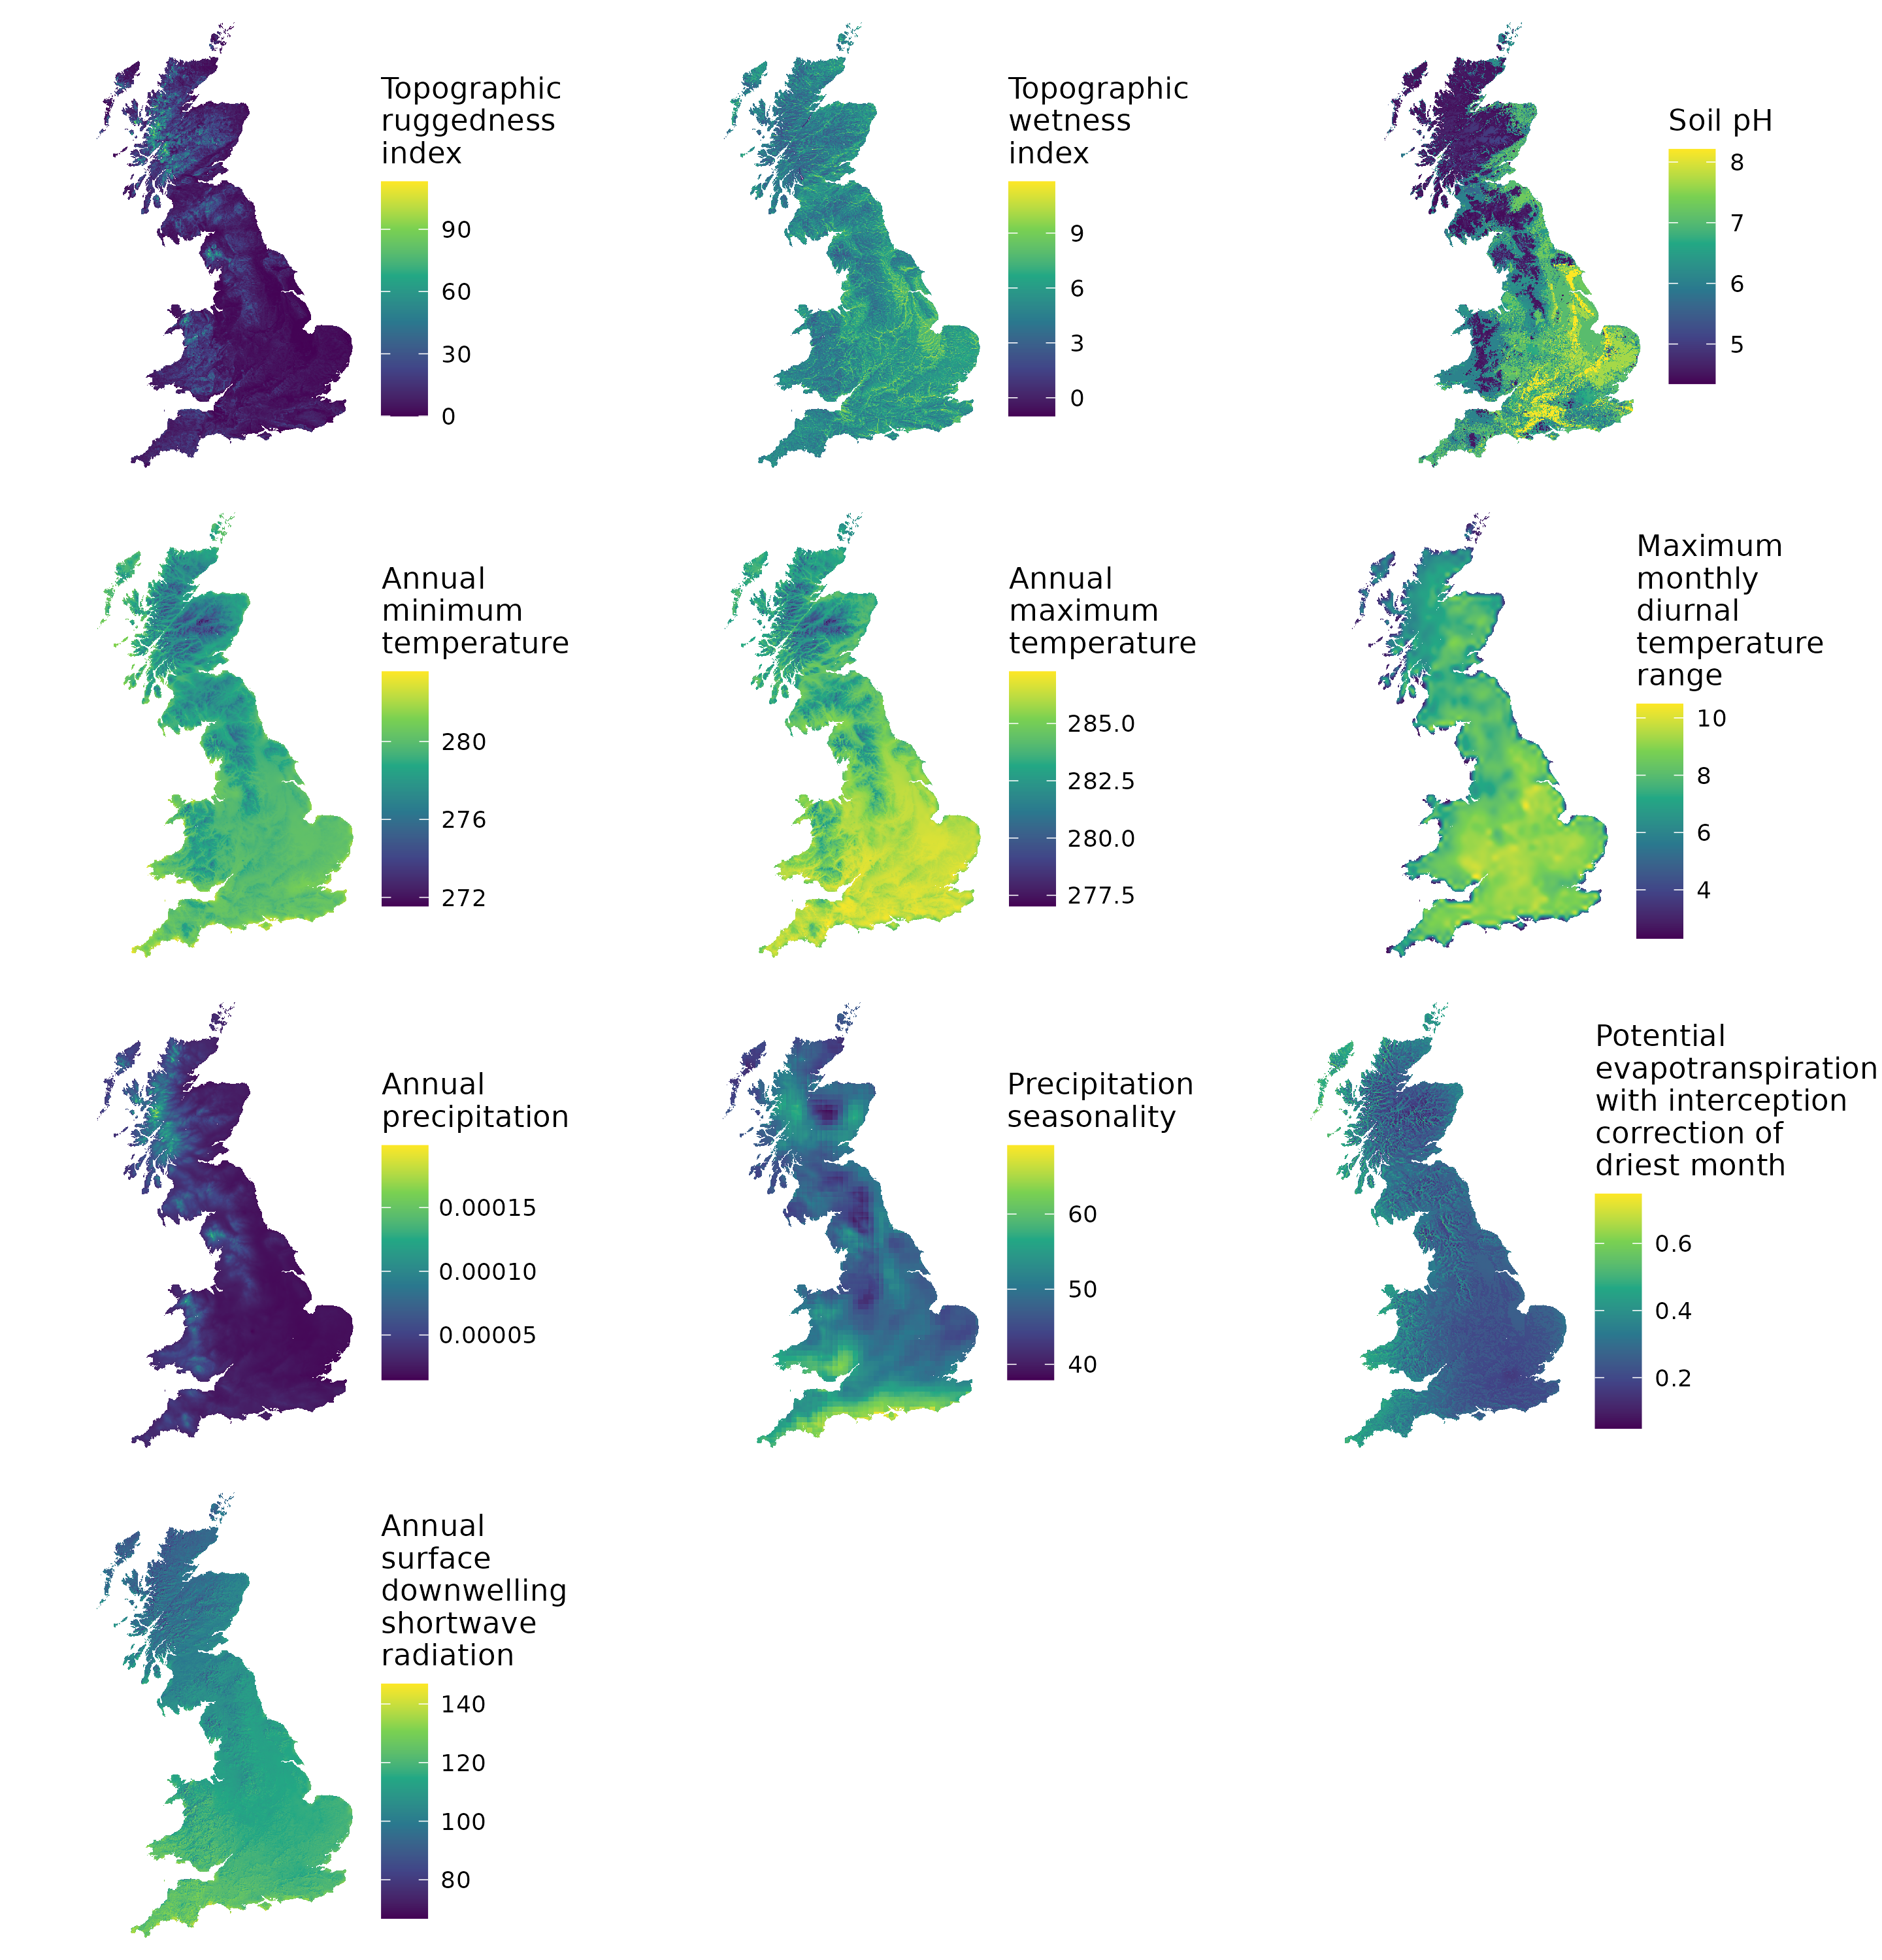 Topographic
ruggedness
index
90
60
30
0
Topographic
wetness
index
9
6
3
0
Soil pH
8
7
6
5
Annual
minimum
temperature
280
276
272
Annual
maximum
temperature
285.0
282.5
280.0
277.5
Maximum
monthly
diurnal
temperature
range
10
8
6
4
Annual
precipitation
0.00015
0.00010
0.00005
Precipitation
seasonality
60
50
40
Potential
evapotranspiration
with interception
correction of
driest month
0.6
0.4
0.2
Annual
surface
downwelling
shortwave
radiation
140
120
100
80